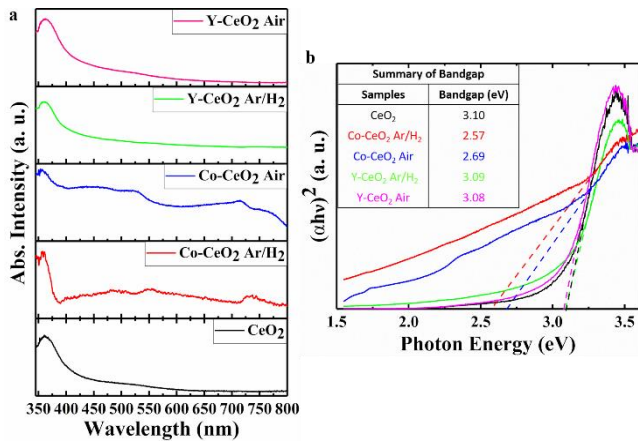 a
Y-CeO₂ Air
Y-CeO₂ Ar/H₂
Co-CeO₂ Air
Co-CeO₂ Ar/H₂
CeO₂
Abs. Intensity (a. u.)
350 400 450 500 550 600 650 700 750 800
Wavelength (nm)
b
Summary of Bandgap
Samples Bandgap (eV)
CeO₂ 3.10
Co-CeO₂ Ar/H₂ 2.57
Co-CeO₂ Air 2.69
Y-CeO₂ Ar/H₂ 3.09
Y-CeO₂ Air 3.08
(αhν)² (a. u.)
1.5 2.0 2.5 3.0 3.5
Photon Energy (eV)